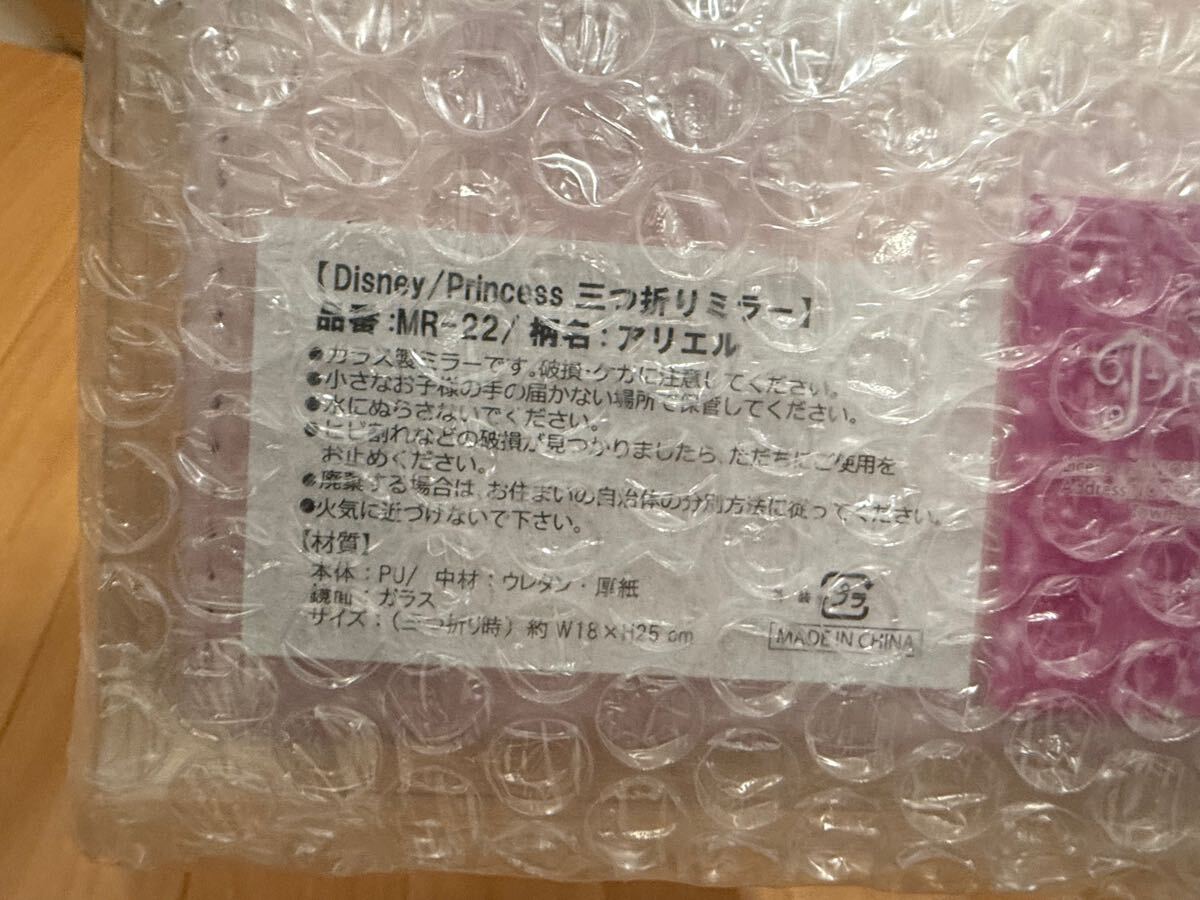 【Disney/Princess 三つ折りミラー】
品番:MR-22/ 柄名:アリエル
●ガラス製ミラーです。破損・ケガに注意してください。
●小さなお子様の手の届かない場所で保管してください。
●水にぬらさないでください。
●ヒビ割れなどの破損が見つかりましたら、ただちにご使用を
お止めください。
●廃棄する場合は、お住まいの自治体の分別方法に従ってください。
●火気に近づけないで下さい。
【材質】
本体:PU/ 中材:ウレタン・厚紙
鏡面:ガラス
サイズ:(三つ折り時)約 W18×H25 cm
プラ
MADE IN CHINA